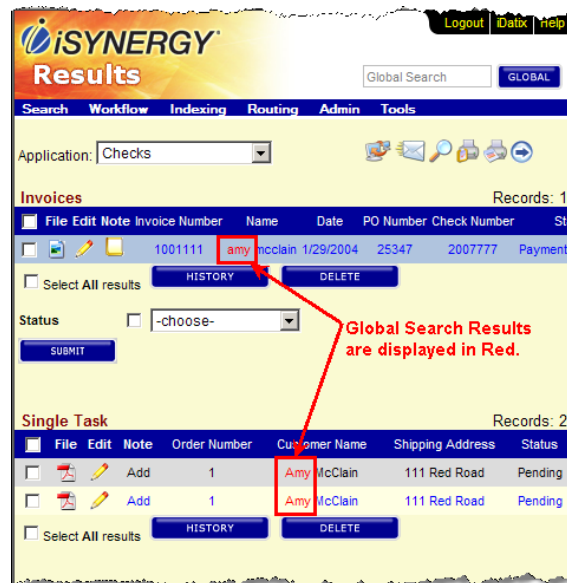 Logout iDatix Help
iSYNERGY
Results
Global Search GLOBAL
Search Workflow Indexing Routing Admin Tools
Application: Checks
Invoices Records: 1
File Edit Note Invoice Number Name Date PO Number Check Number St
1001111 amy mcclain 1/29/2004 25347 2007777 Payment
Select All results HISTORY DELETE
Status -choose-
Global Search Results
are displayed in Red.
SUBMIT
Single Task Records: 2
File Edit Note Order Number Customer Name Shipping Address Status
Add 1 Amy McClain 111 Red Road Pending
Add 1 Amy McClain 111 Red Road Pending
Select All results HISTORY DELETE